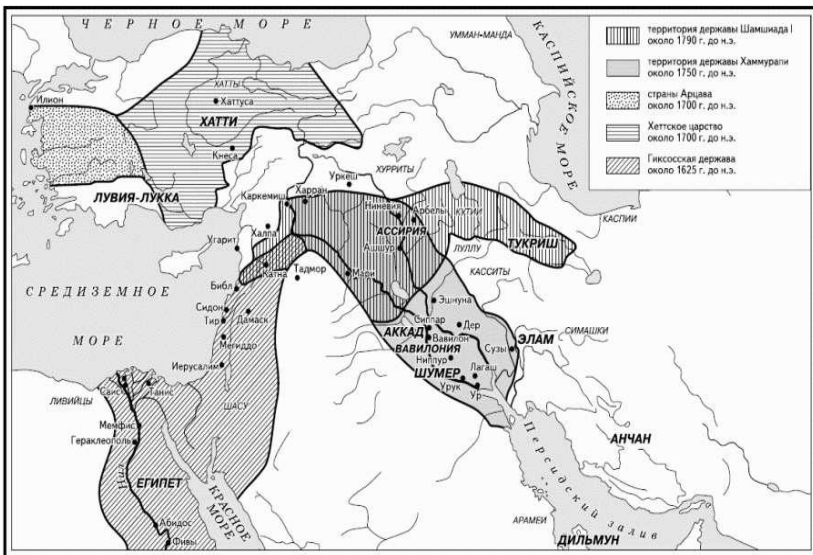 ЧЕРНОЕ МОРЕ
УММАН-МАНДА
КАСПИЙСКОЕ МОРЕ
территория державы Шамшиада I
около 1790 г. до н.э.
территория державы Хаммурапи
около 1750 г. до н.э.
страны Арцава
около 1700 г. до н.э.
Хеттское царство
около 1700 г. до н.э.
Гиксосская держава
около 1625 г. до н.э.
Илион
ХАТТЫ
Хаттуса
ХАТТИ
Кнеса
ЛУВИЯ-ЛУККА
Уркеш
ХУРРИТЫ
Каркемиш
Харран
Ниневия
Арбелы
КУТИИ
АССИРИЯ
КАСПИИ
Халпа
Угарит
Ашшур
ЛУЛЛУ
ТУКРИШ
Катна
Тадмор
Мари
КАССИТЫ
СРЕДИЗЕМНОЕ
МОРЕ
Библ
Сидон
Тир
Дамаск
Мегиддо
Иерусалим
Эшнуна
Сиппар
Дер
АККАД
Вавилон
ВАВИЛОНИЯ
Ниппур
СИМАШКИ
ЭЛАМ
Сузы
ШУМЕР
Лагаш
Урук
Ур
ЛИВИЙЦЫ
Саис
Танис
ШАСУ
Мемфис
Гераклеополь
Нил
ЕГИПЕТ
КРАСНОЕ
МОРЕ
Абидос
Фивы
АНЧАН
Персидский залив
АРАМЕИ
ДИЛЬМУН